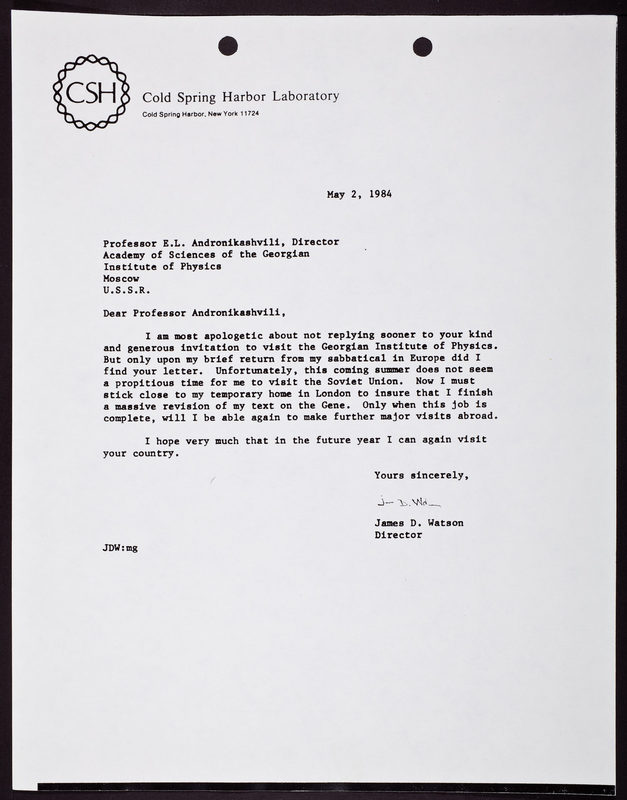 CSH
Cold Spring Harbor Laboratory
Cold Spring Harbor, New York 11724
May 2, 1984
Professor E.L. Andronikashvili, Director
Academy of Sciences of the Georgian
Institute of Physics
Moscow
U.S.S.R.
Dear Professor Andronikashvili,
I am most apologetic about not replying sooner to your kind
and generous invitation to visit the Georgian Institute of Physics.
But only upon my brief return from my sabbatical in Europe did I
find your letter. Unfortunately, this coming summer does not seem
a propitious time for me to visit the Soviet Union. Now I must
stick close to my temporary home in London to insure that I finish
a massive revision of my text on the Gene. Only when this job is
complete, will I be able again to make further major visits abroad.
I hope very much that in the future year I can again visit
your country.
Yours sincerely,
James D. Watson
Director
JDW:mg